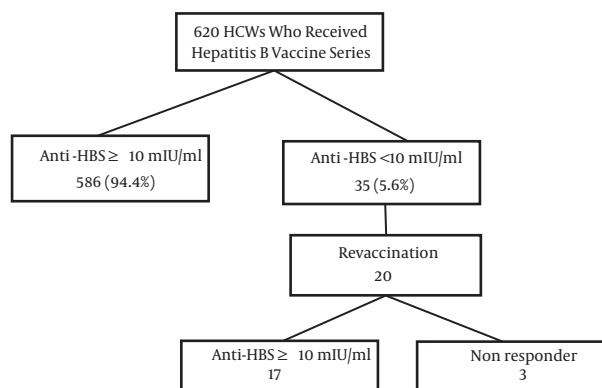 620 HCWs Who Received
Hepatitis B Vaccine Series
Anti-HBS ≥ 10 mIU/ml
586 (94.4%)
Anti-HBS <10 mIU/ml
35 (5.6%)
Revaccination
20
Anti-HBS ≥ 10 mIU/ml
17
Non responder
3